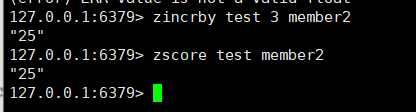 (error) ERR value is not a valid float
127.0.0.1:6379> zincrby test 3 member2
"25"
127.0.0.1:6379> zscore test member2
"25"
127.0.0.1:6379>